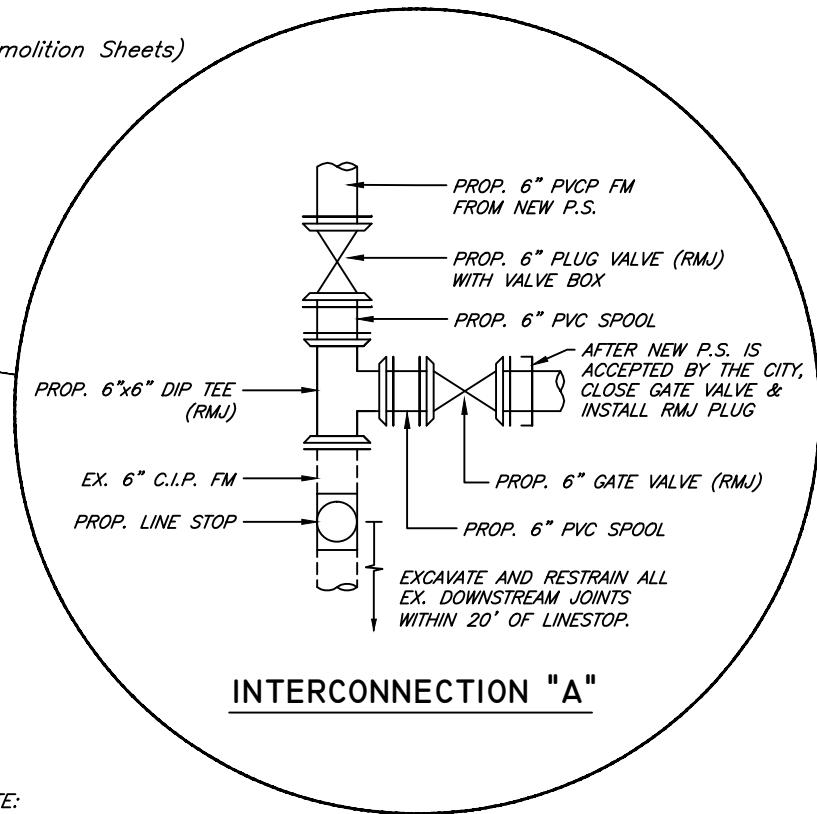 molition Sheets)
PROP. 6" PVCP FM
FROM NEW P.S.
PROP. 6" PLUG VALVE (RMJ)
WITH VALVE BOX
PROP. 6" PVC SPOOL
AFTER NEW P.S. IS
ACCEPTED BY THE CITY,
CLOSE GATE VALVE &
INSTALL RMJ PLUG
PROP. 6"x6" DIP TEE
(RMJ)
EX. 6" C.I.P. FM
PROP. 6" GATE VALVE (RMJ)
PROP. LINE STOP
PROP. 6" PVC SPOOL
EXCAVATE AND RESTRAIN ALL
EX. DOWNSTREAM JOINTS
WITHIN 20' OF LINESTOP.
INTERCONNECTION "A"
TE: